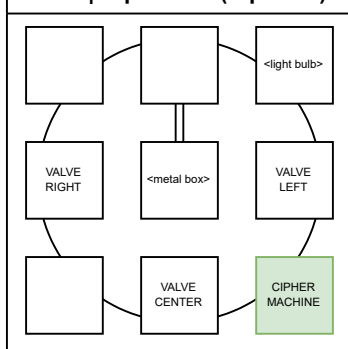 <light bulb>
VALVE
RIGHT
<metal box>
VALVE
LEFT
VALVE
CENTER
CIPHER
MACHINE